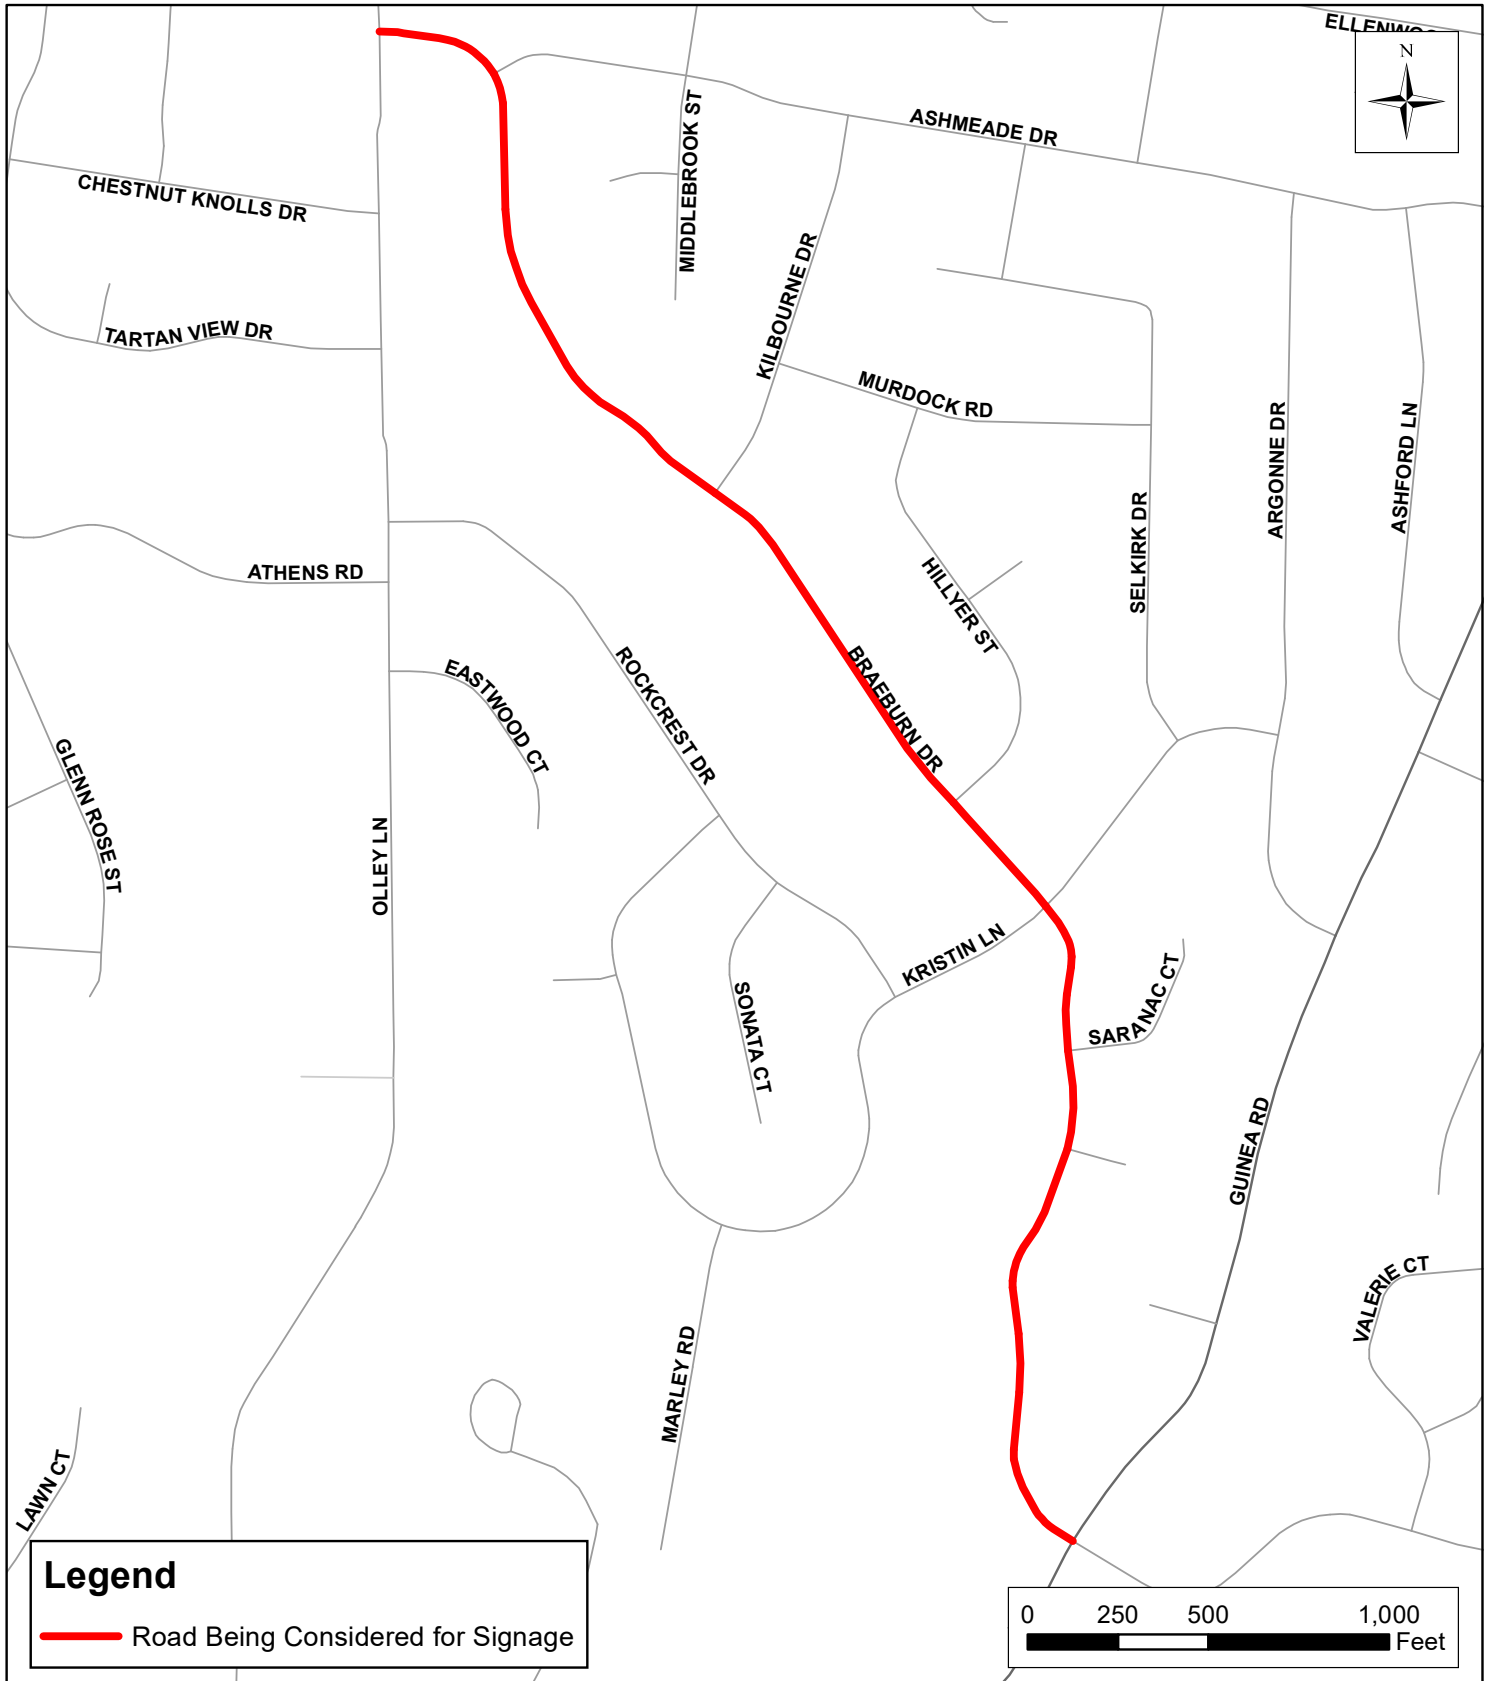 ELLENWOO
N
ASHMEADE DR
MIDDLEBROOK ST
CHESTNUT KNOLLS DR
KILBOURNE DR
TARTAN VIEW DR
MURDOCK RD
ARGONNE DR
ASHFORD LN
SELKIRK DR
ATHENS RD
HILLYER ST
BRAEBURN DR
ROCKCREST DR
EASTWOOD CT
GLENN ROSE ST
OLLEY LN
KRISTIN LN
SARANAC CT
SONATA CT
GUINEA RD
VALERIE CT
MARLEY RD
LAWN CT
Legend
Road Being Considered for Signage
0 250 500 1,000
Feet